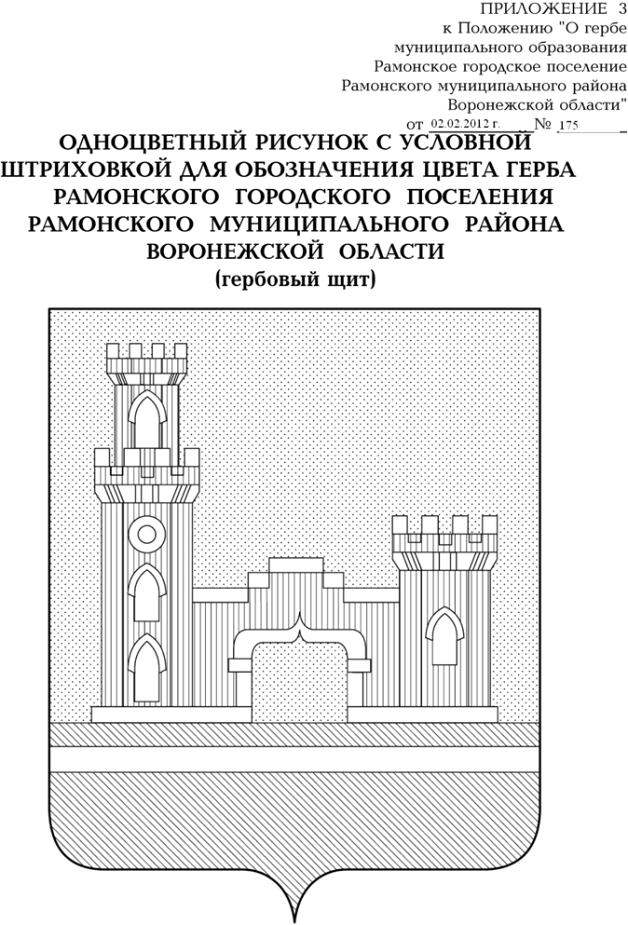 ПРИЛОЖЕНИЕ 3
к Положению "О гербе
муниципального образования
Рамонское городское поселение
Рамонского муниципального района
Воронежской области"
от 02.02.2012 г. № 175
ОДНОЦВЕТНЫЙ РИСУНОК С УСЛОВНОЙ
ШТРИХОВКОЙ ДЛЯ ОБОЗНАЧЕНИЯ ЦВЕТА ГЕРБА
РАМОНСКОГО ГОРОДСКОГО ПОСЕЛЕНИЯ
РАМОНСКОГО МУНИЦИПАЛЬНОГО РАЙОНА
ВОРОНЕЖСКОЙ ОБЛАСТИ
(гербовый щит)